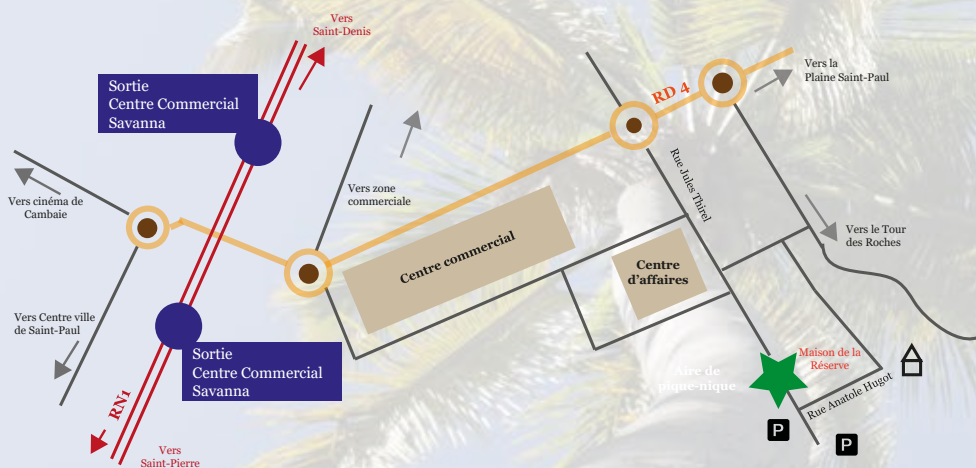 Vers
Saint-Denis
Sortie
Centre Commercial
Savanna
Vers la
Plaine Saint-Paul
RD 4
Rue Jules Thirel
Vers cinéma de
Cambaie
Vers zone
commerciale
Vers le Tour
des Roches
Centre commercial
Centre
d'affaires
Vers Centre ville
de Saint-Paul
Sortie
Centre Commercial
Savanna
Maison de la
Réserve
Aire de
pique-nique
Rue Anatole Hugot
RN1
P
P
Vers
Saint-Pierre